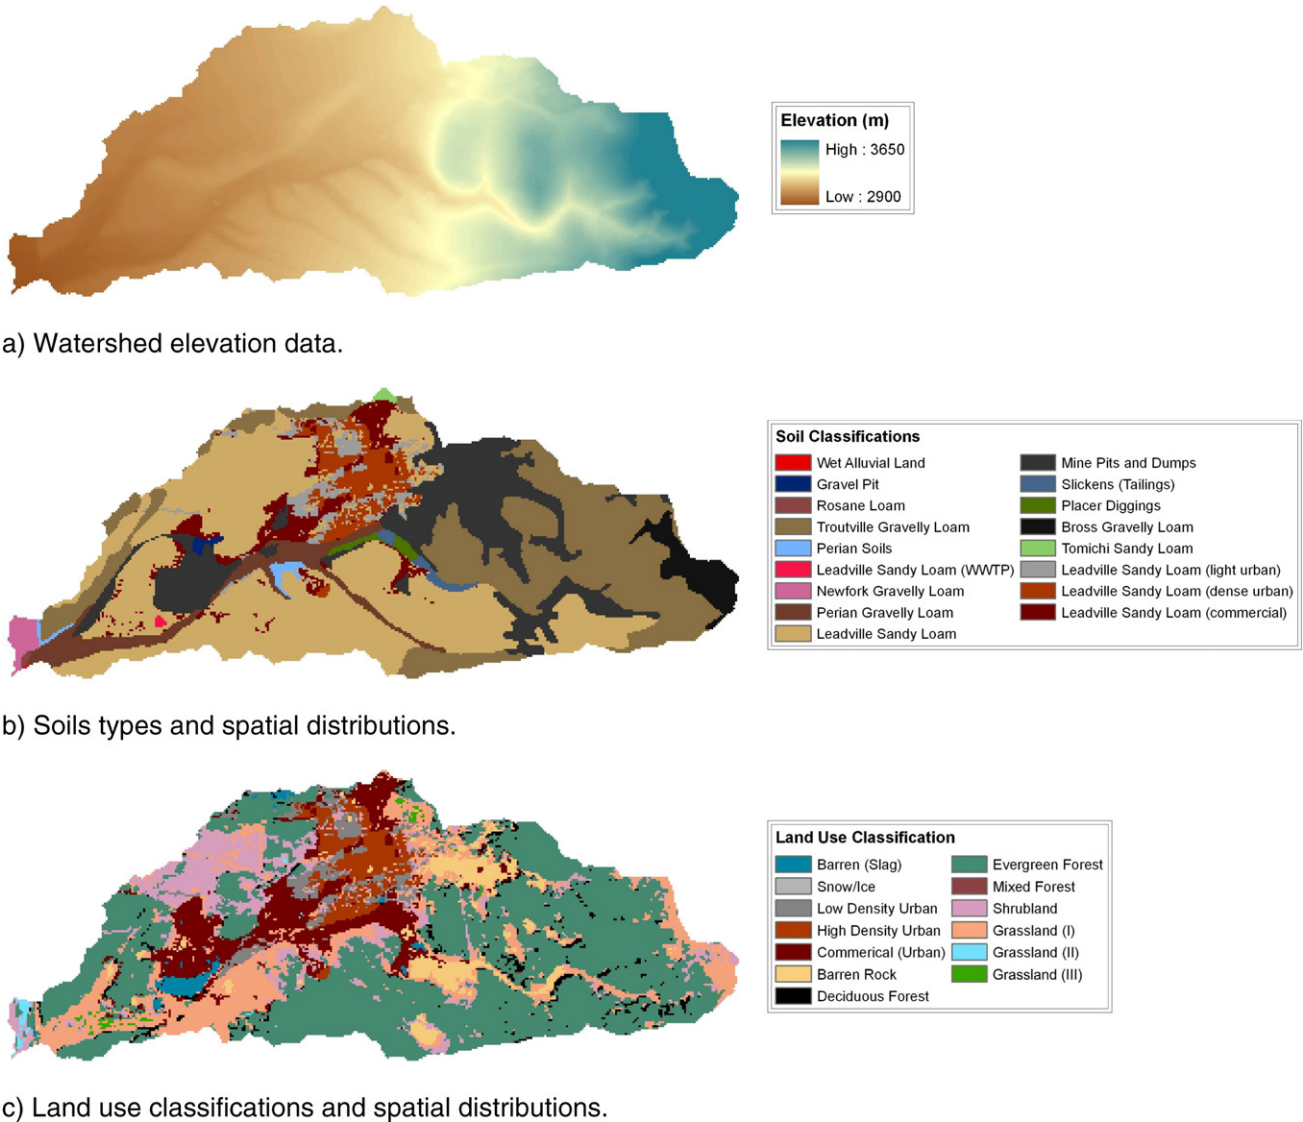 Elevation (m)
High : 3650
Low : 2900
a) Watershed elevation data.
Soil Classifications
Wet Alluvial Land
Gravel Pit
Rosane Loam
Troutville Gravelly Loam
Perian Soils
Leadville Sandy Loam (WWTP)
Newfork Gravelly Loam
Perian Gravelly Loam
Leadville Sandy Loam
Mine Pits and Dumps
Slickens (Tailings)
Placer Diggings
Bross Gravelly Loam
Tomichi Sandy Loam
Leadville Sandy Loam (light urban)
Leadville Sandy Loam (dense urban)
Leadville Sandy Loam (commercial)
b) Soils types and spatial distributions.
Land Use Classification
Barren (Slag)
Snow/Ice
Low Density Urban
High Density Urban
Commerical (Urban)
Barren Rock
Deciduous Forest
Evergreen Forest
Mixed Forest
Shrubland
Grassland (I)
Grassland (II)
Grassland (III)
c) Land use classifications and spatial distributions.